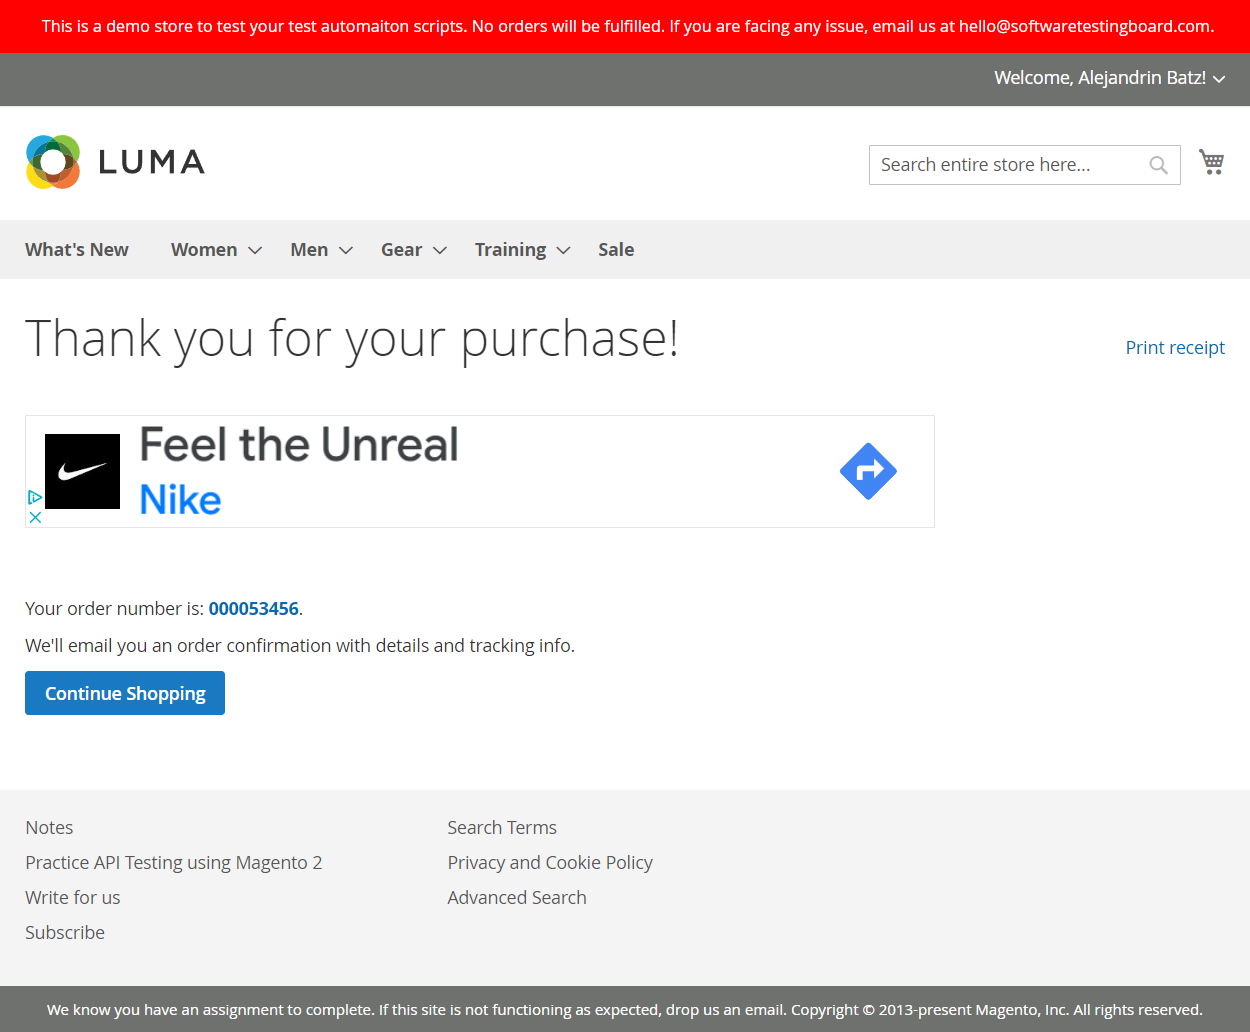 This is a demo store to test your test automaiton scripts. No orders will be fulfilled. If you are facing any issue, email us at hello@softwaretestingboard.com.
Welcome, Alejandrin Batz!
LUMA
Search entire store here...
What's New Women Men Gear Training Sale
Thank you for your purchase!
Print receipt
Feel the Unreal
Nike
Your order number is: 000053456.
We'll email you an order confirmation with details and tracking info.
Continue Shopping
Notes
Practice API Testing using Magento 2
Write for us
Subscribe
Search Terms
Privacy and Cookie Policy
Advanced Search
We know you have an assignment to complete. If this site is not functioning as expected, drop us an email. Copyright © 2013-present Magento, Inc. All rights reserved.